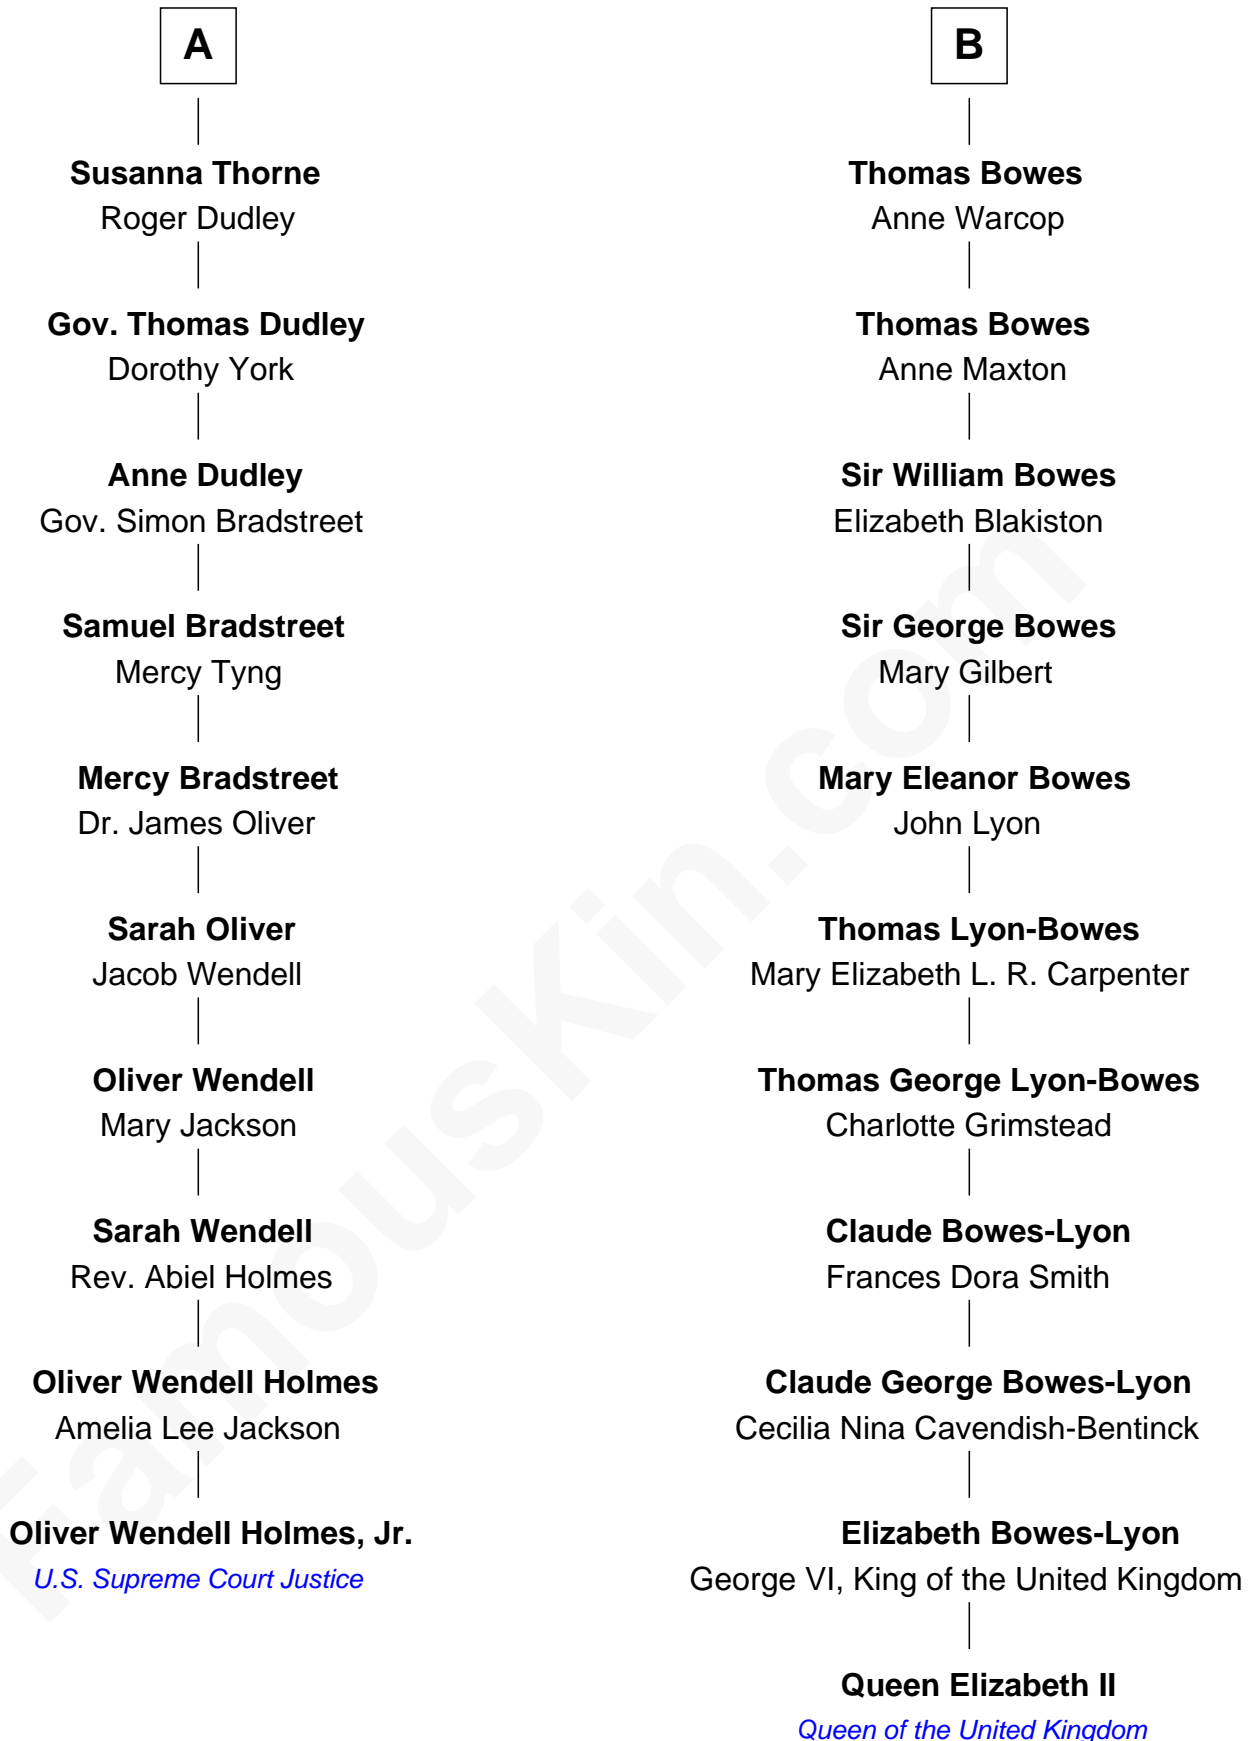 A
Susanna Thorne
Roger Dudley
Gov. Thomas Dudley
Dorothy York
Anne Dudley
Gov. Simon Bradstreet
Samuel Bradstreet
Mercy Tyng
Mercy Bradstreet
Dr. James Oliver
Sarah Oliver
Jacob Wendell
Oliver Wendell
Mary Jackson
Sarah Wendell
Rev. Abiel Holmes
Oliver Wendell Holmes
Amelia Lee Jackson
Oliver Wendell Holmes, Jr.
U.S. Supreme Court Justice
B
Thomas Bowes
Anne Warcop
Thomas Bowes
Anne Maxton
Sir William Bowes
Elizabeth Blakiston
Sir George Bowes
Mary Gilbert
Mary Eleanor Bowes
John Lyon
Thomas Lyon-Bowes
Mary Elizabeth L. R. Carpenter
Thomas George Lyon-Bowes
Charlotte Grimstead
Claude Bowes-Lyon
Frances Dora Smith
Claude George Bowes-Lyon
Cecilia Nina Cavendish-Bentinck
Elizabeth Bowes-Lyon
George VI, King of the United Kingdom
Queen Elizabeth II
Queen of the United Kingdom
FamousKin.com